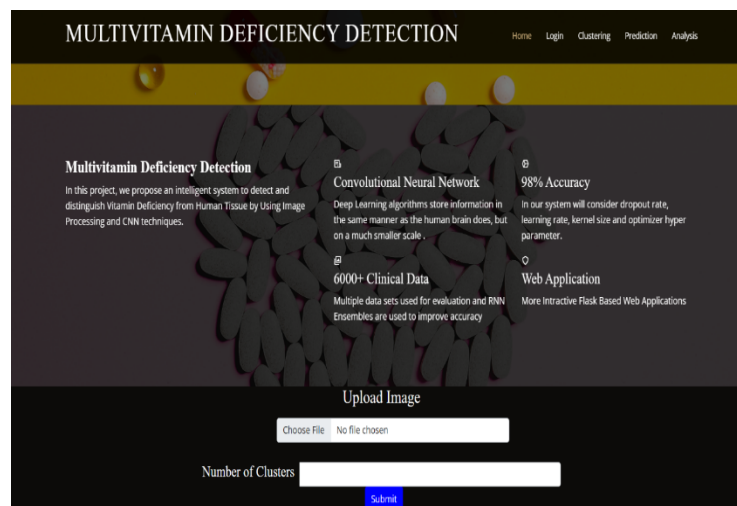 MULTIVITAMIN DEFICIENCY DETECTION
Home Login Clustering Prediction Analysis
Multivitamin Deficiency Detection
In this project, we propose an intelligent system to detect and
distinguish Vitamin Deficiency from Human Tissue by Using Image
Processing and CNN techniques.
Convolutional Neural Network
Deep Learning algorithms store information in
the same manner as the human brain does, but
on a much smaller scale .
98% Accuracy
In our system will consider dropout rate,
learning rate, kernel size and optimizer hyper
parameter.
6000+ Clinical Data
Multiple data sets used for evaluation and RNN
Ensembles are used to improve accuracy
Web Application
More Intractive Flask Based Web Applications
Upload Image
Choose File No file chosen
Number of Clusters
Submit